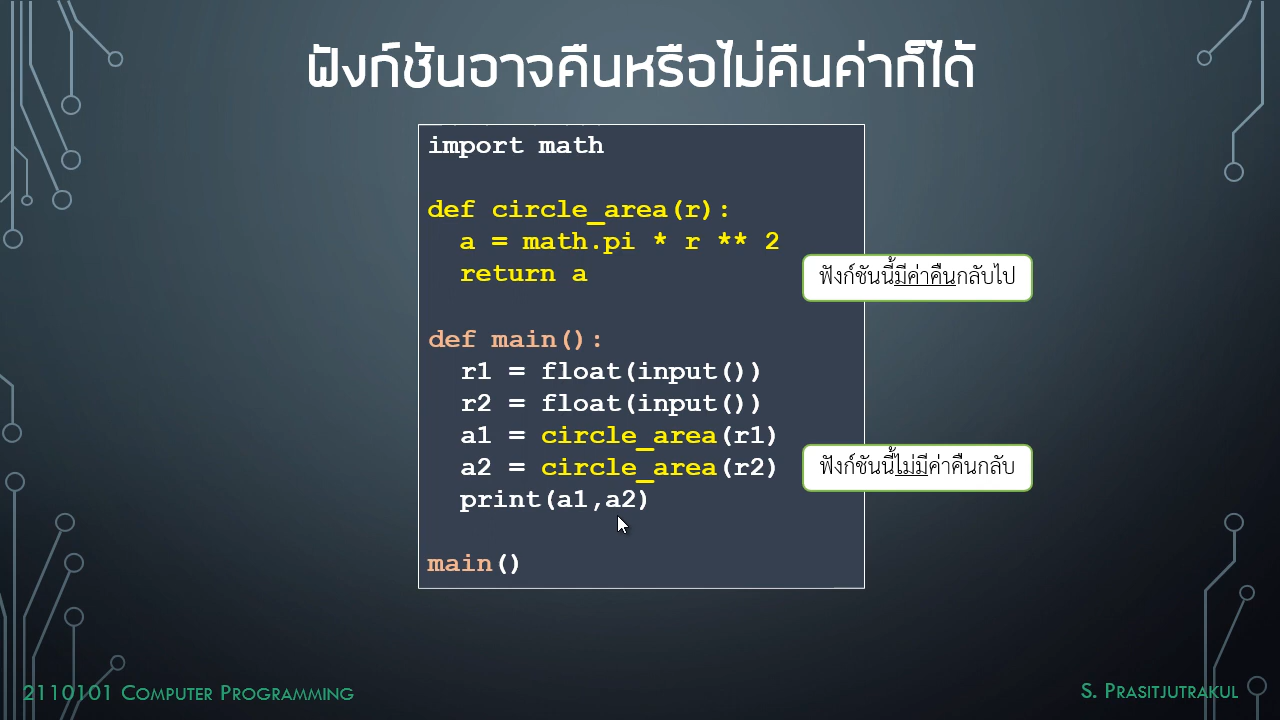 ฟังก์ชันอาจคืนหรือไม่คืนค่าก็ได้
import math
def circle_area(r):
  a = math.pi * r ** 2
  return a
ฟังก์ชันนี้มีค่าคืนกลับไป
def main():
  r1 = float(input())
  r2 = float(input())
  a1 = circle_area(r1)
  a2 = circle_area(r2)
ฟังก์ชันนี้ไม่มีค่าคืนกลับ
  print(a1,a2)
main()
2110101 COMPUTER PROGRAMMING
S. PRASITJUTRAKUL